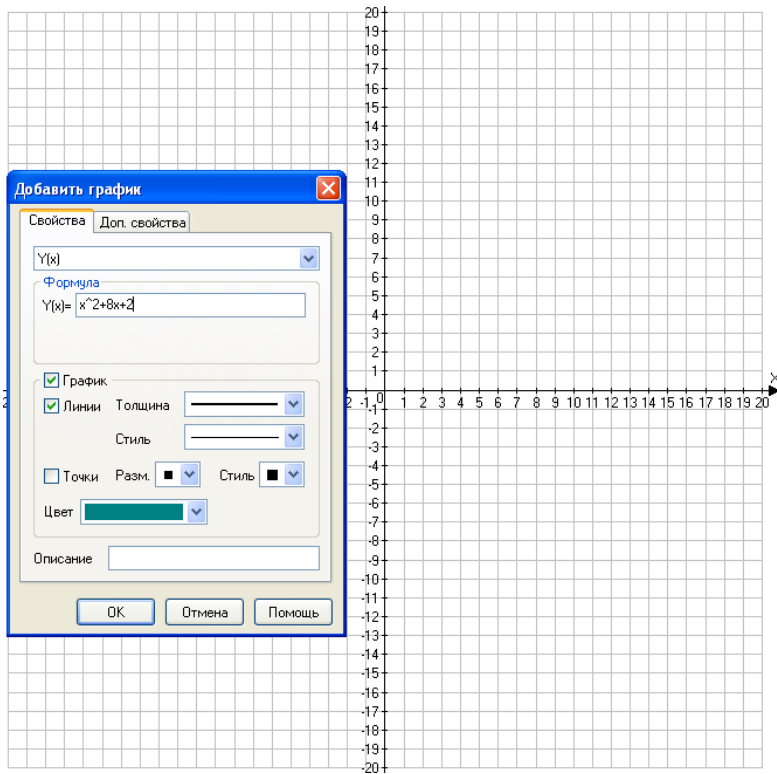 20
19
18
17
16
15
14
13
12
11
10
9
8
7
6
5
4
3
2
1
Добавить график
Свойства Доп. свойства
Y(x)
Формула
Y(x)= x^2+8x+2
График
Линии Толщина
Стиль
Точки Разм. Стиль
Цвет
Описание
ОК Отмена Помощь
X
2 2 -1 0 1 2 3 4 5 6 7 8 9 10 11 12 13 14 15 16 17 18 19 20
-1
-2
-3
-4
-5
-6
-7
-8
-9
-10
-11
-12
-13
-14
-15
-16
-17
-18
-19
-20